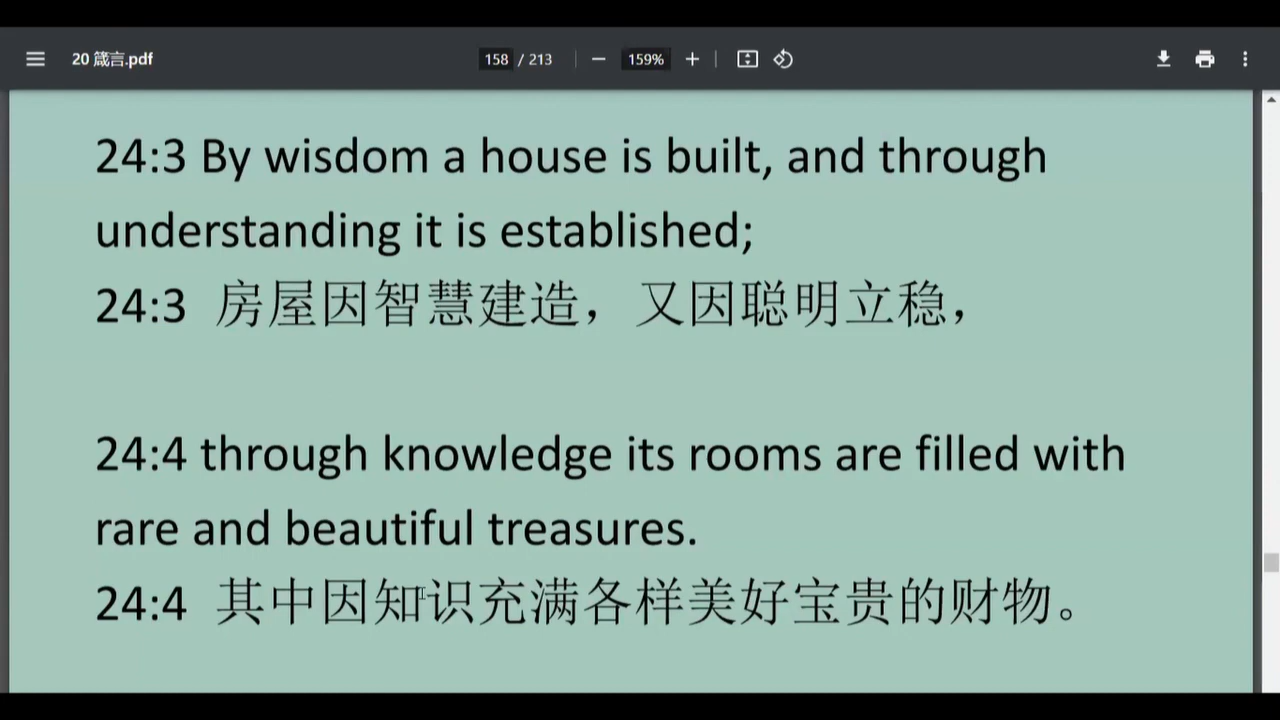 20 箴言.pdf
158 / 213
159%
24:3 By wisdom a house is built, and through
understanding it is established;
24:3 房屋因智慧建造，又因聪明立稳，
24:4 through knowledge its rooms are filled with
rare and beautiful treasures.
24:4 其中因知识充满各样美好宝贵的财物。